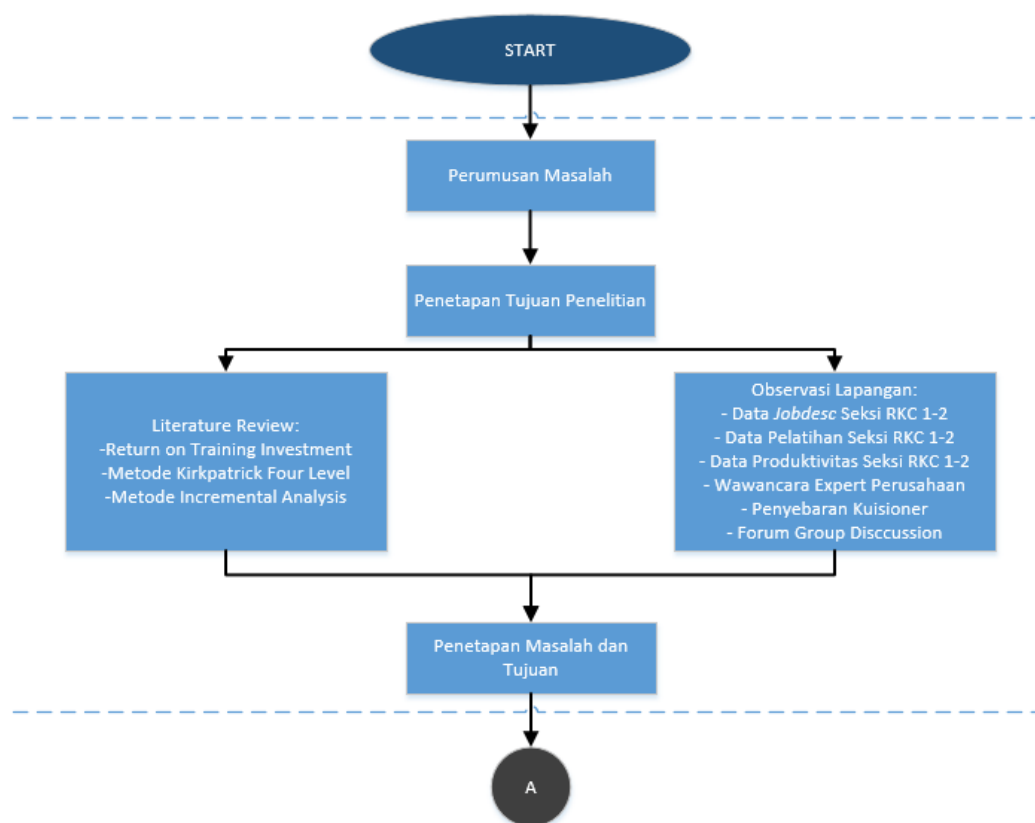 START
Perumusan Masalah
Penetapan Tujuan Penelitian
Literature Review:
-Return on Training Investment
-Metode Kirkpatrick Four Level
-Metode Incremental Analysis
Observasi Lapangan:
- Data Jobdesc Seksi RKC 1-2
- Data Pelatihan Seksi RKC 1-2
- Data Produktivitas Seksi RKC 1-2
- Wawancara Expert Perusahaan
- Penyebaran Kuisioner
- Forum Group Disccussion
Penetapan Masalah dan
Tujuan
A